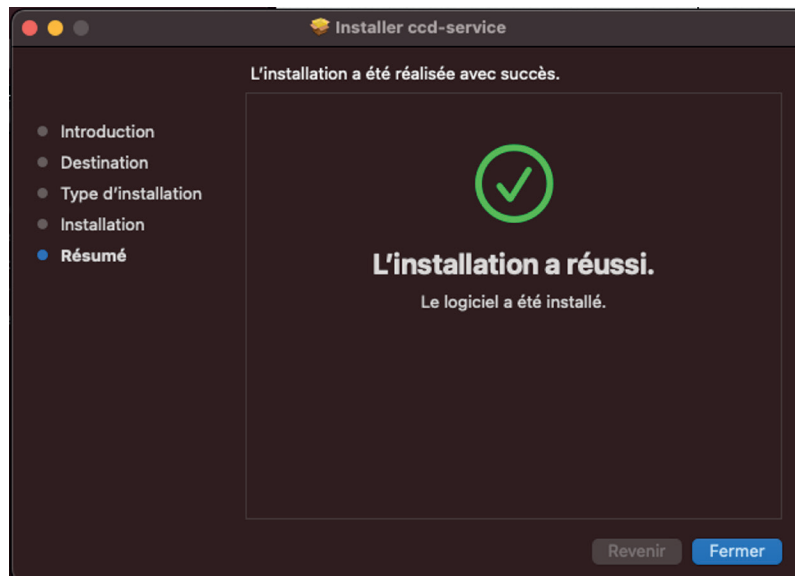 Installer ccd-service
L'installation a été réalisée avec succès.
Introduction
Destination
Type d'installation
Installation
Résumé
L'installation a réussi.
Le logiciel a été installé.
Revenir
Fermer